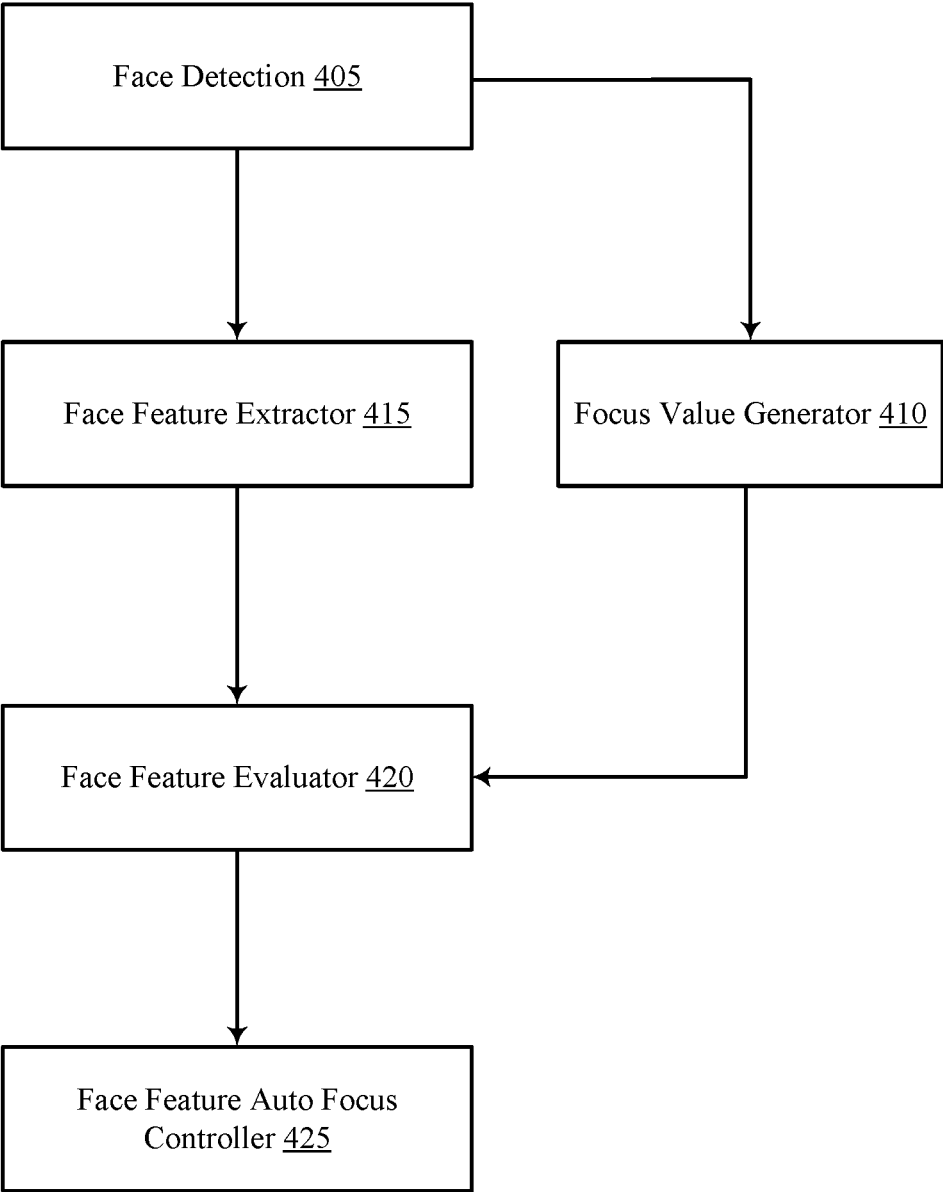 Face Detection 405
Face Feature Extractor 415
Focus Value Generator 410
Face Feature Evaluator 420
Face Feature Auto Focus
Controller 425